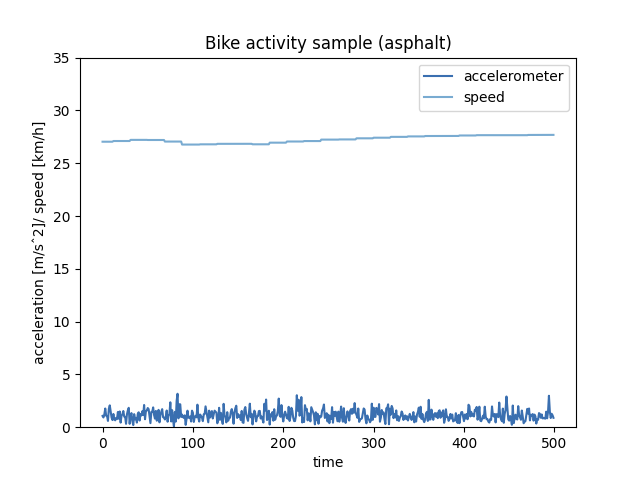 Bike activity sample (asphalt)
accelerometer
speed
acceleration [m/sˆ2]/ speed [km/h]
35
30
25
20
15
10
5
0
0 100 200 300 400 500
time